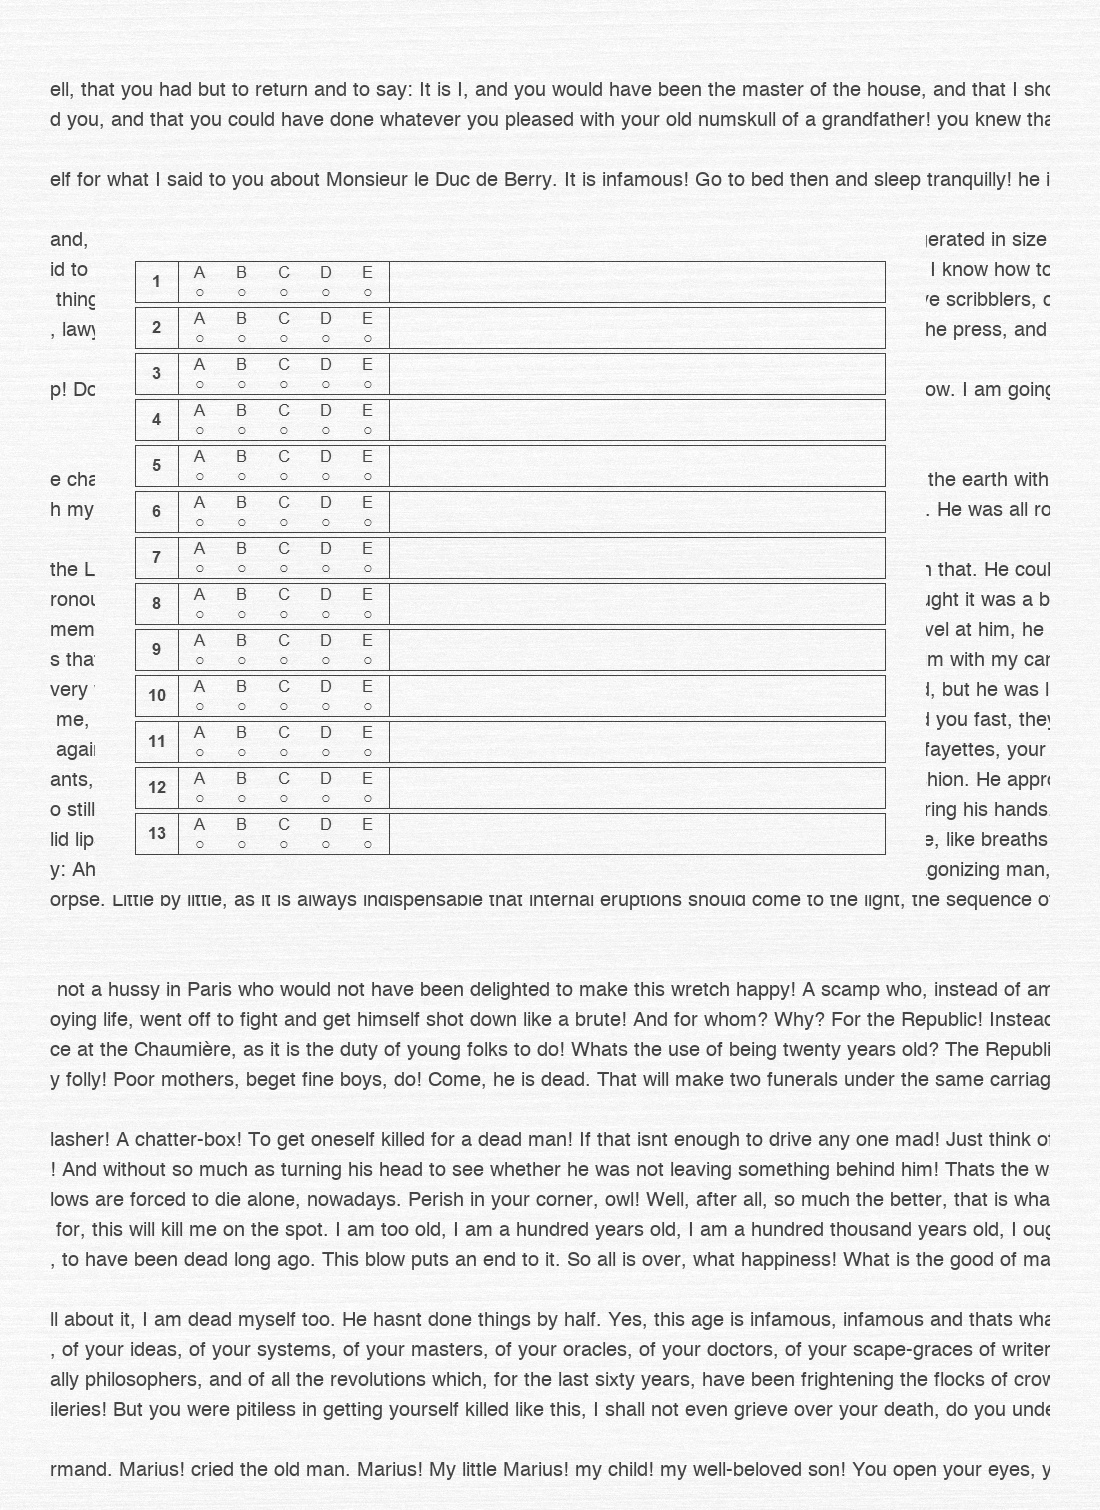 ell, that you had but to return and to say: It is I, and you would have been the master of the house, and that I
d you, and that you could have done whatever you pleased with your old numskull of a grandfather! you knew
elf for what I said to you about Monsieur le Duc de Berry. It is infamous! Go to bed then and sleep tranquilly! he
and, erated in size
id to I know how to
thing scribblers,
, he press, and
p! ow. I am going
1 A B C D E
2 A B C D E
3 A B C D E
4 A B C D E
5 A B C D E
6 A B C D E
7 A B C D E
8 A B C D E
9 A B C D E
10 A B C D E
11 A B C D E
12 A B C D E
13 A B C D E
e cha the earth with
h my . He was all ro
the L that. He coul
ronou ught it was a b
mem vel at him, he
s m with my
very , but he was
me, you fast, they
agai fayettes, your
ants, hion. He
o still ring his hands
lid lip , like breaths
y: Ah gonizing man,
orpse. Little by little, as it is always indispensable that internal eruptions should come to the light, the sequence
not a hussy in Paris who would not have been delighted to make this wretch happy! A scamp who, instead of am
oying life, went off to fight and get himself shot down like a brute! And for whom? Why? For the Republic! Instead
ce at the Chaumière, as it is the duty of young folks to do! Whats the use of being twenty years old? The Republi
y folly! Poor mothers, beget fine boys, do! Come, he is dead. That will make two funerals under the same carriag
lasher! A chatter-box! To get oneself killed for a dead man! If that isnt enough to drive any one mad! Just think of
! And without so much as turning his head to see whether he was not leaving something behind him! Thats the w
lows are forced to die alone, nowadays. Perish in your corner, owl! Well, after all, so much the better, that is wha
for, this will kill me on the spot. I am too old, I am a hundred years old, I am a hundred thousand years old, I oug
, to have been dead long ago. This blow puts an end to it. So all is over, what happiness! What is the good of ma
ll about it, I am dead myself too. He hasnt done things by half. Yes, this age is infamous, infamous and thats wha
, of your ideas, of your systems, of your masters, of your oracles, of your doctors, of your scape-graces of writer
ally philosophers, and of all the revolutions which, for the last sixty years, have been frightening the flocks of crow
ileries! But you were pitiless in getting yourself killed like this, I shall not even grieve over your death, do you unde
rmand. Marius! cried the old man. Marius! My little Marius! my child! my well-beloved son! You open your eyes, y